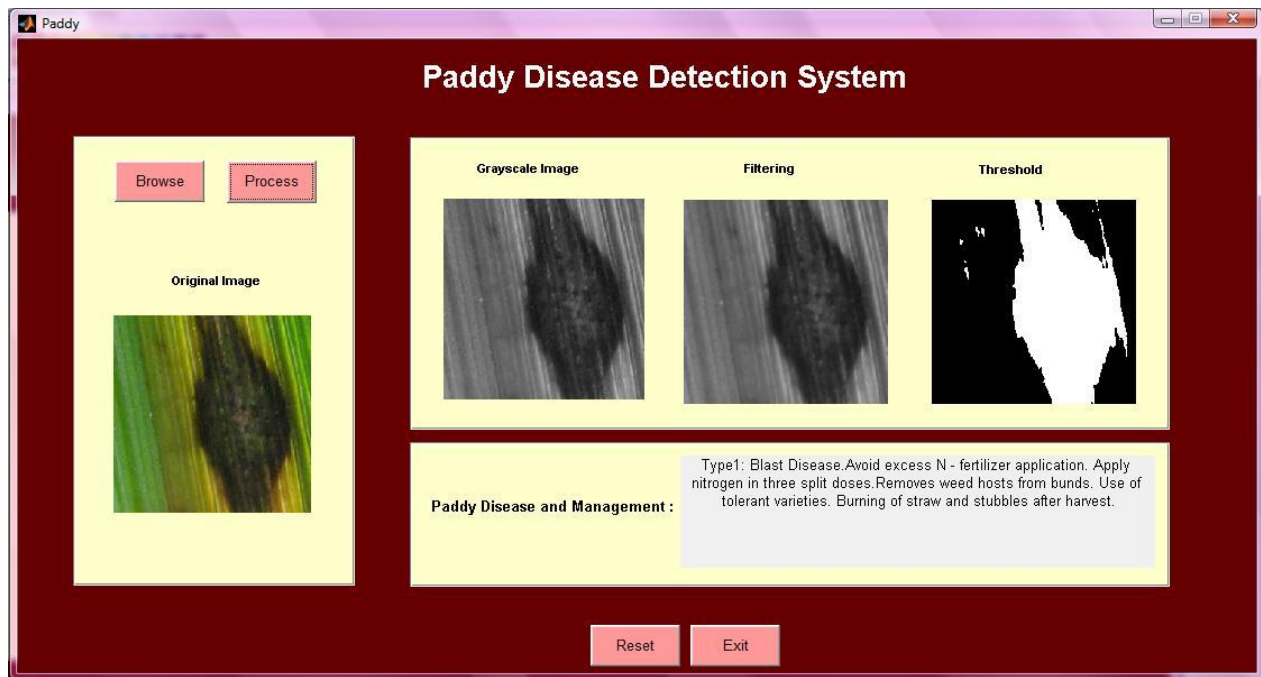 Paddy
Paddy Disease Detection System
Browse
Process
Original Image
Grayscale Image
Filtering
Threshold
Paddy Disease and Management :
Type1: Blast Disease.Avoid excess N - fertilizer application. Apply
nitrogen in three split doses.Removes weed hosts from bunds. Use of
tolerant varieties. Burning of straw and stubbles after harvest.
Reset
Exit